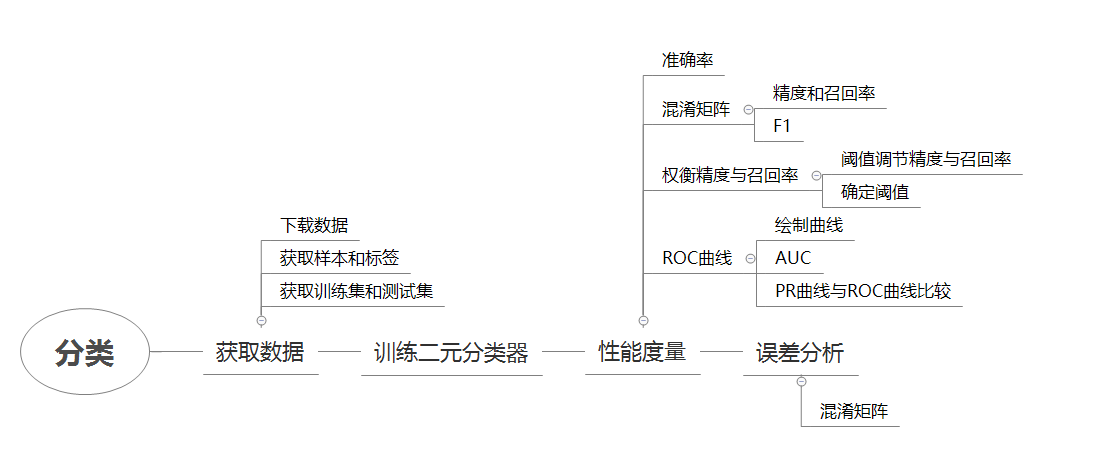 分类
获取数据
下载数据
获取样本和标签
获取训练集和测试集
训练二元分类器
性能度量
准确率
混淆矩阵
精度和召回率
F1
权衡精度与召回率
阈值调节精度与召回率
确定阈值
ROC曲线
绘制曲线
AUC
PR曲线与ROC曲线比较
误差分析
混淆矩阵